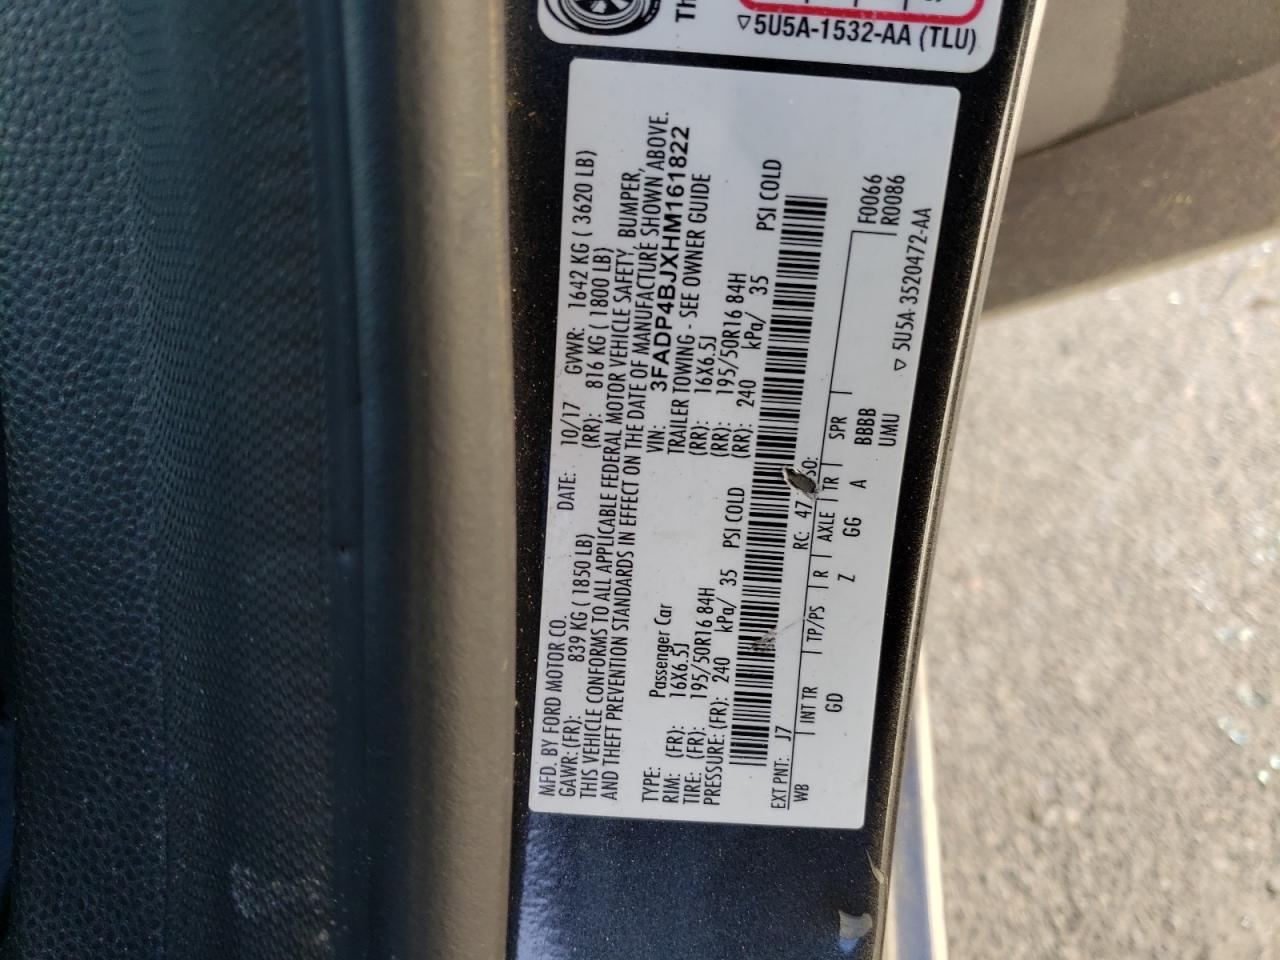 Th
▽5U5A-1532-AA (TLU)
MFD. BY FORD MOTOR CO. DATE: 10/17 GVWR: 1642 KG ( 3620 LB)
GAWR: (FR): 839 KG ( 1850 LB) (RR): 816 KG ( 1800 LB)
THIS VEHICLE CONFORMS TO ALL APPLICABLE FEDERAL MOTOR VEHICLE SAFETY, BUMPER,
AND THEFT PREVENTION STANDARDS IN EFFECT ON THE DATE OF MANUFACTURE SHOWN ABOVE.
VIN: 3FADP4BJXHM161822
TYPE: Passenger Car TRAILER TOWING - SEE OWNER GUIDE
RIM: (FR): 16X6.5J (RR): 16X6.5J
TIRE: (FR): 195/50R16 84H (RR): 195/50R16 84H
PRESSURE: (FR): 240 kPa/ 35 PSI COLD (RR): 240 kPa/ 35 PSI COLD
EXT PNT: J7 RC: 47 SO:
WB INT TR TP/PS R AXLE TR SPR F0066
GD Z GG A BBBB R0086
UMU
▽ 5U5A-3520472-AA